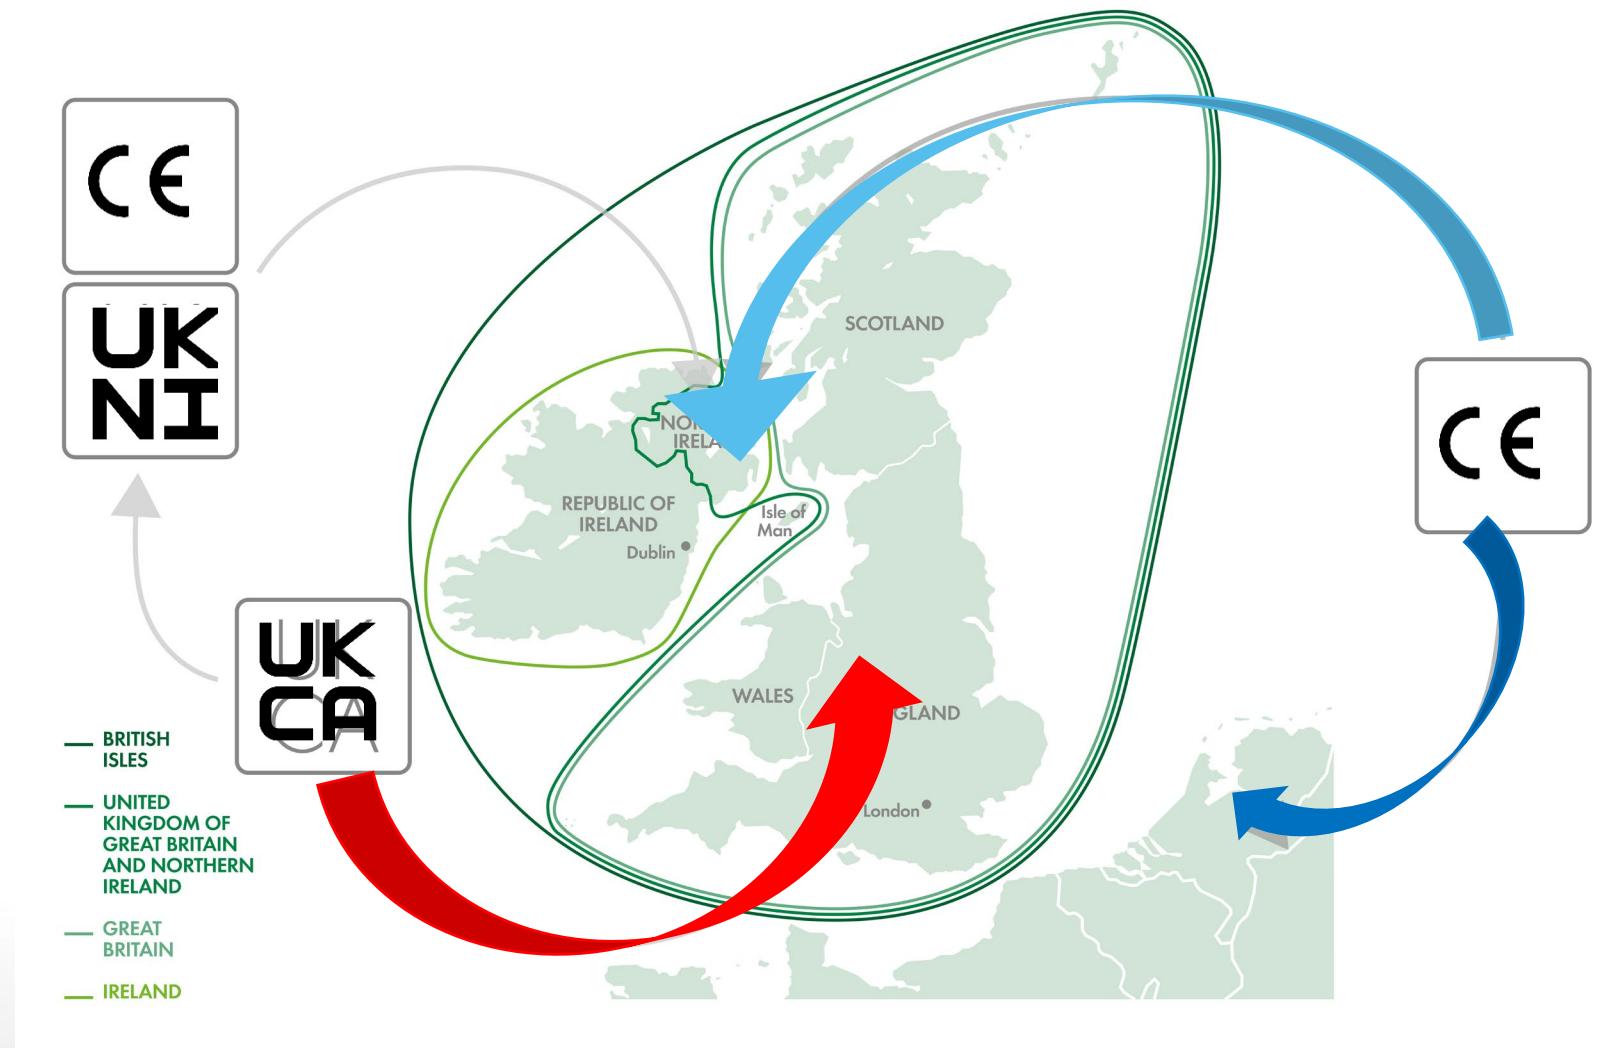 CE
UK
NI
UK
CA
CE
SCOTLAND
REPUBLIC OF
IRELAND
Dublin
Isle of
Man
WALES
GLAND
London
BRITISH
ISLES
UNITED
KINGDOM OF
GREAT BRITAIN
AND NORTHERN
IRELAND
GREAT
BRITAIN
IRELAND